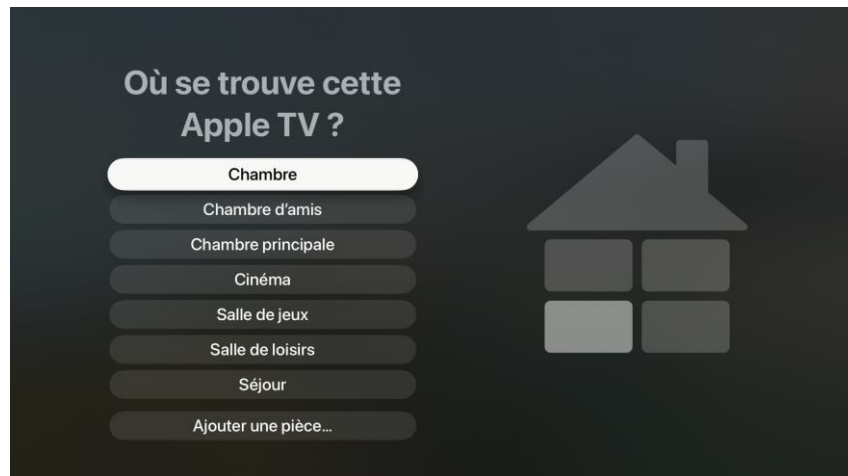 Où se trouve cette
Apple TV ?
Chambre
Chambre d’amis
Chambre principale
Cinéma
Salle de jeux
Salle de loisirs
Séjour
Ajouter une pièce…